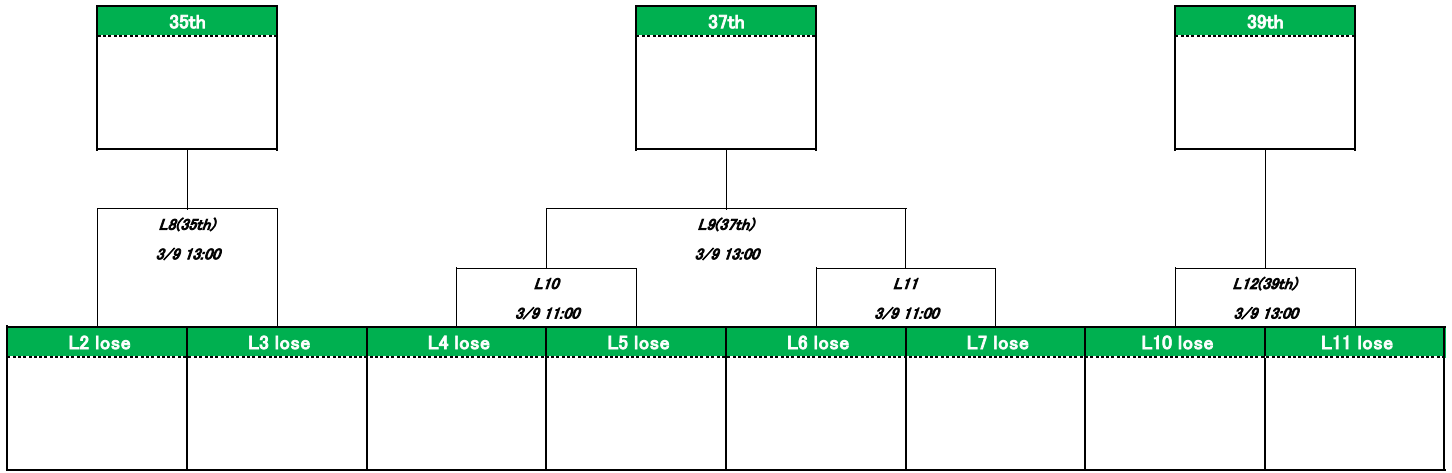 35th
37th
39th
L8(35th)
3/9 13:00
L9(37th)
3/9 13:00
L10
3/9 11:00
L11
3/9 11:00
L12(39th)
3/9 13:00
L2 lose
L3 lose
L4 lose
L5 lose
L6 lose
L7 lose
L10 lose
L11 lose